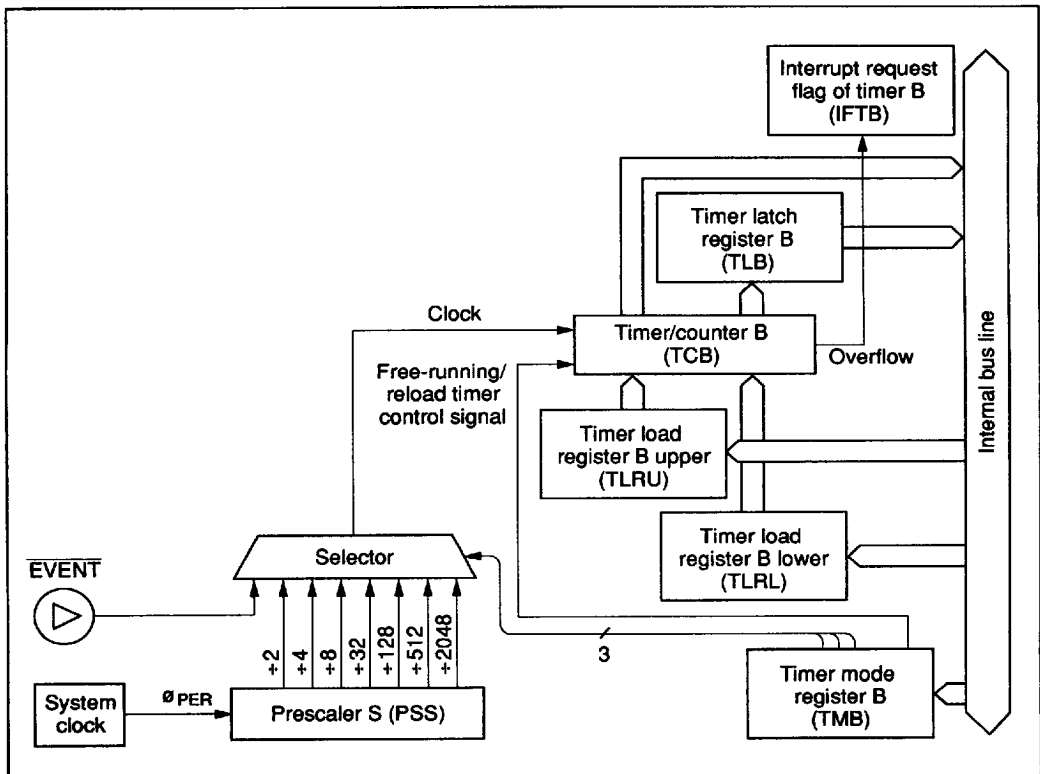 Interrupt request
flag of timer B
(IFTB)
Timer latch
register B
(TLB)
Clock
Timer/counter B
(TCB)
Overflow
Free-running/
reload timer
control signal
Timer load
register B upper
(TLRU)
Internal bus line
Timer load
register B lower
(TLRL)
Selector
EVENT
÷2
÷4
÷8
÷32
÷128
÷512
÷2048
3
Timer mode
register B
(TMB)
System
clock
øPER
Prescaler S (PSS)